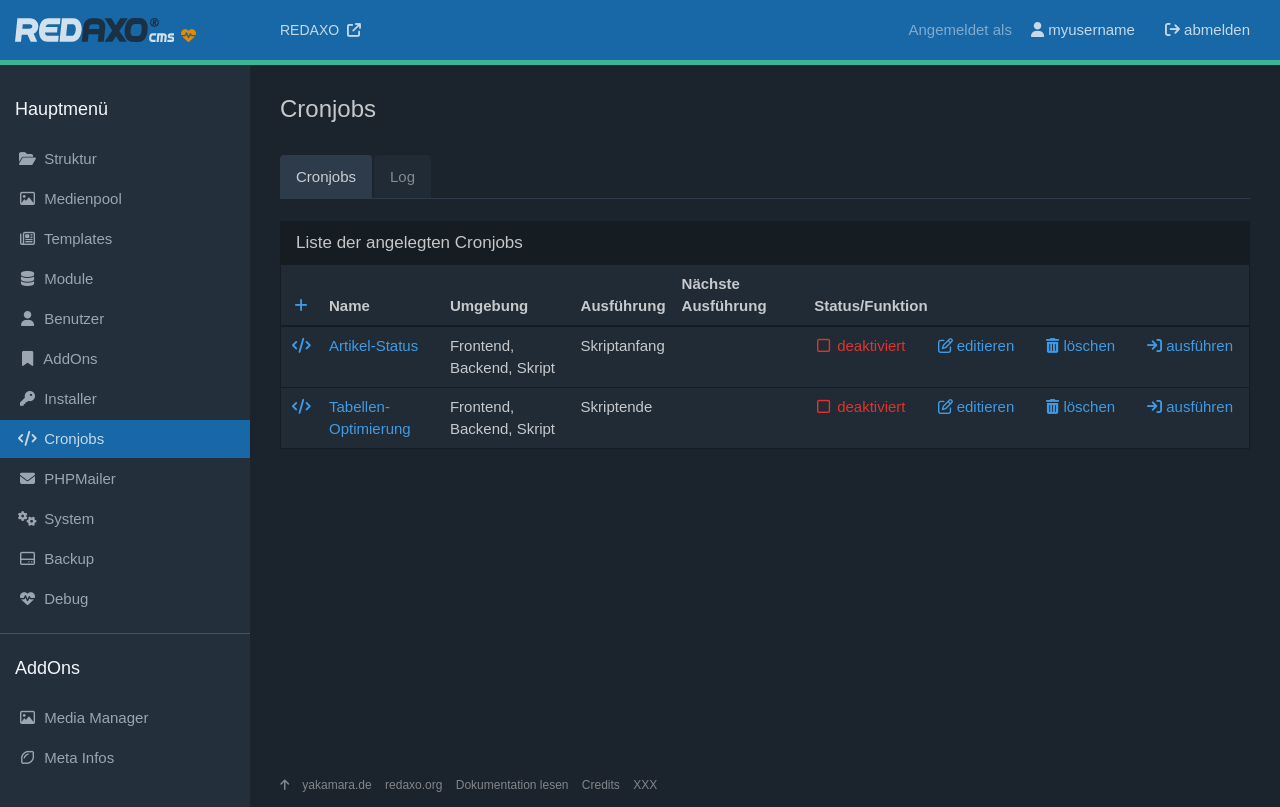 REDAXO® cms
REDAXO
Angemeldet als myusername abmelden
Hauptmenü
Struktur
Medienpool
Templates
Module
Benutzer
AddOns
Installer
Cronjobs
PHPMailer
System
Backup
Debug
AddOns
Media Manager
Meta Infos
Cronjobs
Cronjobs Log
Liste der angelegten Cronjobs
Name Umgebung Ausführung Nächste Ausführung Status/Funktion
Artikel-Status Frontend, Backend, Skript Skriptanfang deaktiviert editieren löschen ausführen
Tabellen-Optimierung Frontend, Backend, Skript Skriptende deaktiviert editieren löschen ausführen
yakamara.de redaxo.org Dokumentation lesen Credits XXX